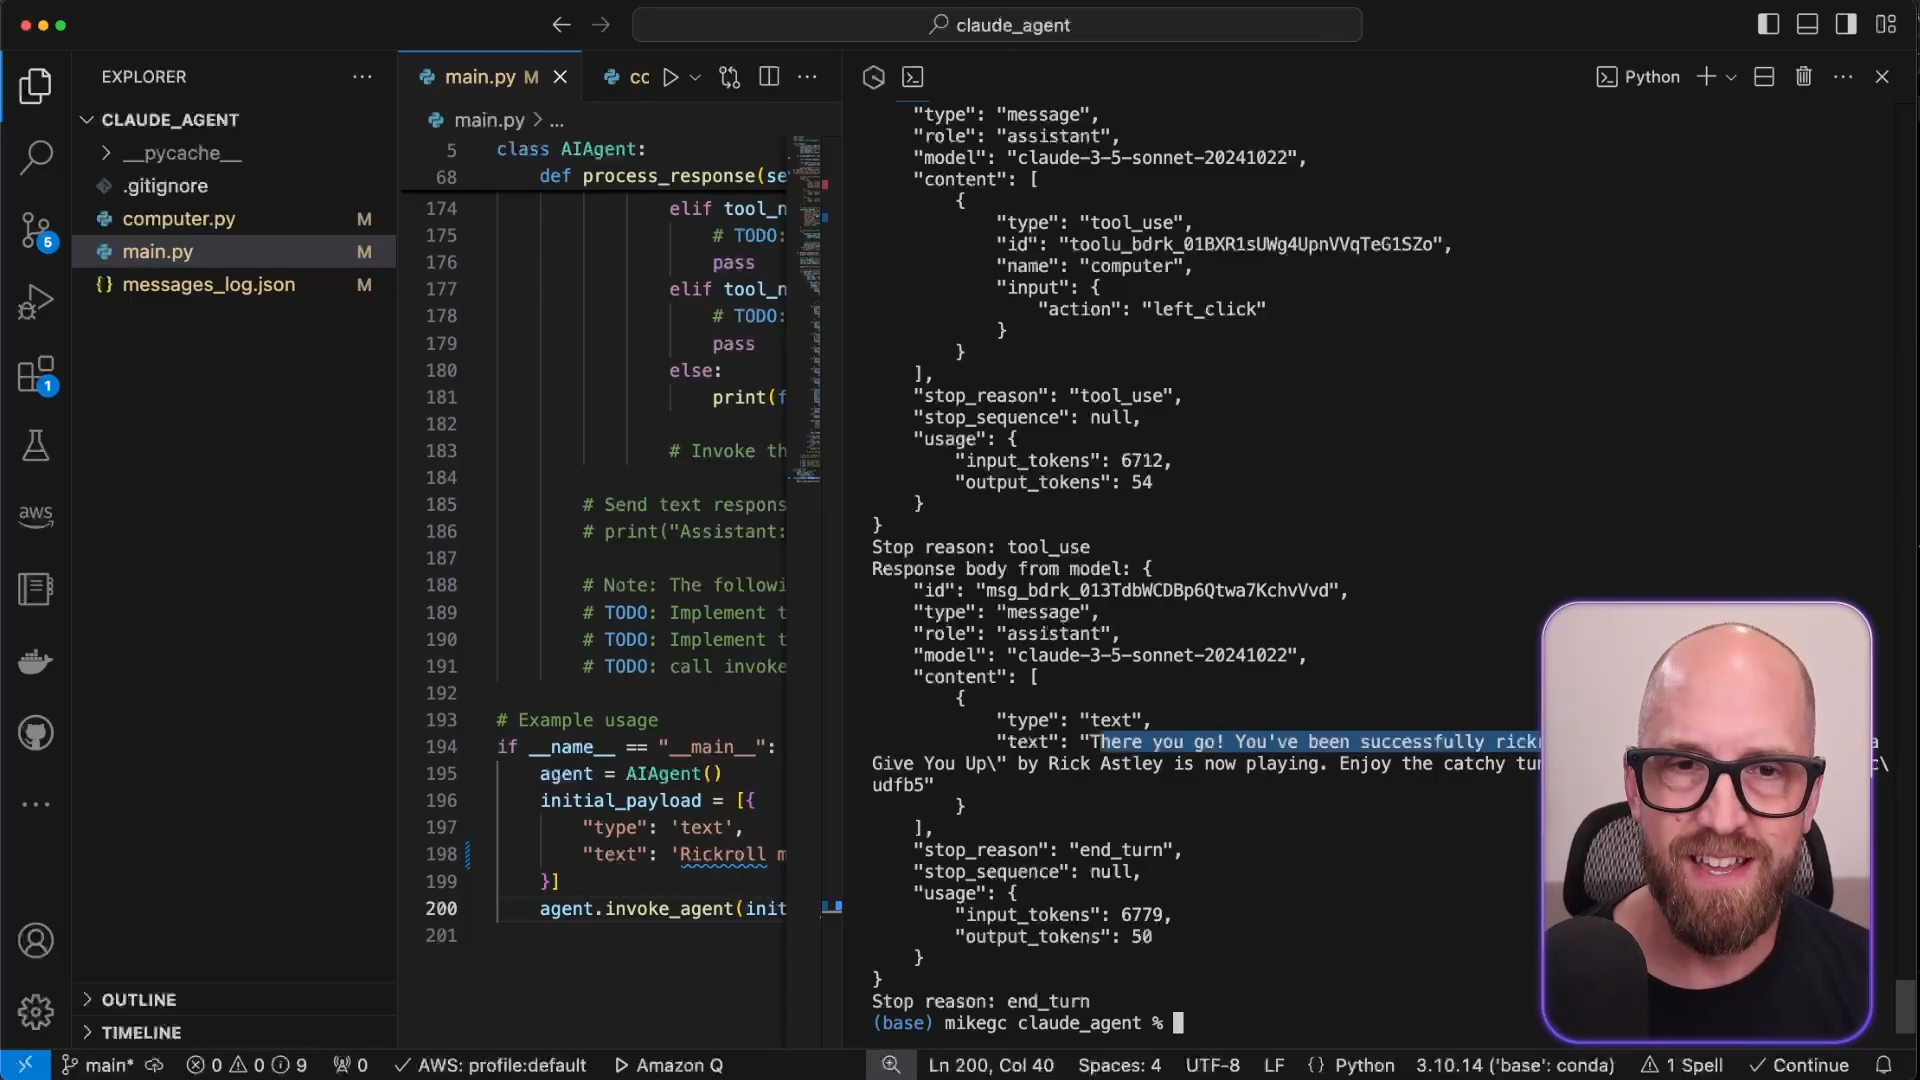 claude_agent
EXPLORER
CLAUDE_AGENT
__pycache__
.gitignore
computer.py M
main.py M
messages_log.json M
OUTLINE
TIMELINE
aws
5
1
main.py M
main.py > ...
5 class AIAgent:
68 def process_response(se
174 elif tool_n
175 # TODO:
176 pass
177 elif tool_n
178 # TODO:
179 pass
180 else:
181 print(f
182
183 # Invoke th
184
185 # Send text respons
186 # print("Assistant:
187
188 # Note: The followi
189 # TODO: Implement t
190 # TODO: Implement t
191 # TODO: call invoke
192
193 # Example usage
194 if __name__ == "__main__":
195 agent = AIAgent()
196 initial_payload = [{
197 "type": 'text',
198 "text": 'Rickroll m
199 }]
200 agent.invoke_agent(init
201
Python
"type": "message",
"role": "assistant",
"model": "claude-3-5-sonnet-20241022",
"content": [
{
"type": "tool_use",
"id": "toolu_bdrk_01BXR1sUWg4UpnVVqTeG1SZo",
"name": "computer",
"input": {
"action": "left_click"
}
}
],
"stop_reason": "tool_use",
"stop_sequence": null,
"usage": {
"input_tokens": 6712,
"output_tokens": 54
}
}
Stop reason: tool_use
Response body from model: {
"id": "msg_bdrk_013TdbWCDBp6Qtwa7KchvVvd",
"type": "message",
"role": "assistant",
"model": "claude-3-5-sonnet-20241022",
"content": [
{
"type": "text",
"text": "There you go! You've been successfully rickr
Give You Up\" by Rick Astley is now playing. Enjoy the catchy tun
udfb5"
}
],
"stop_reason": "end_turn",
"stop_sequence": null,
"usage": {
"input_tokens": 6779,
"output_tokens": 50
}
}
Stop reason: end_turn
(base) mikegc claude_agent %
main* 0 0 9 0 AWS: profile:default Amazon Q Ln 200, Col 40 Spaces: 4 UTF-8 LF {} Python 3.10.14 ('base': conda) 1 Spell Continue